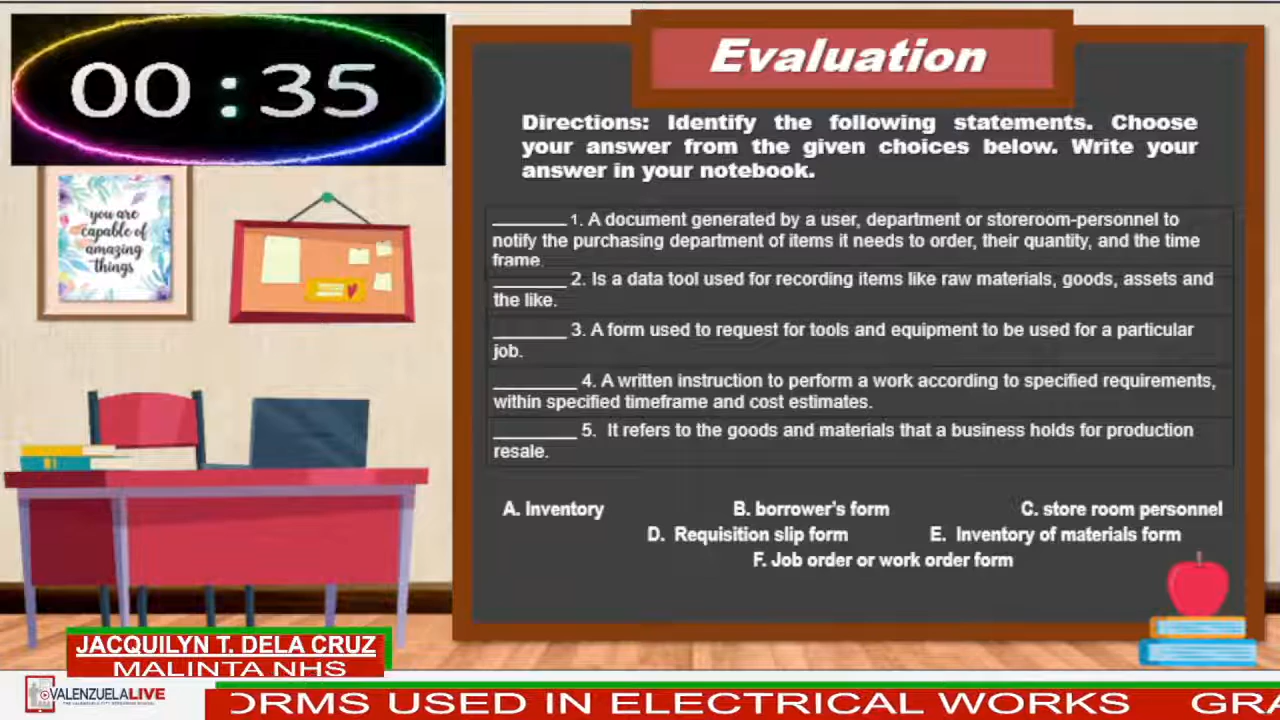 00 : 35
Evaluation
Directions: Identify the following statements. Choose
your answer from the given choices below. Write your
answer in your notebook.
you are
capable of
amazing
things
________ 1. A document generated by a user, department or storeroom-personnel to
notify the purchasing department of items it needs to order, their quantity, and the time
frame.
________ 2. Is a data tool used for recording items like raw materials, goods, assets and
the like.
________ 3. A form used to request for tools and equipment to be used for a particular
job.
_________ 4. A written instruction to perform a work according to specified requirements,
within specified timeframe and cost estimates.
_________ 5. It refers to the goods and materials that a business holds for production
resale.
A. Inventory B. borrower's form C. store room personnel
D. Requisition slip form E. Inventory of materials form
F. Job order or work order form
JACQUILYN T. DELA CRUZ
MALINTA NHS
VALENZUELALIVE
ORMS USED IN ELECTRICAL WORKS GRA